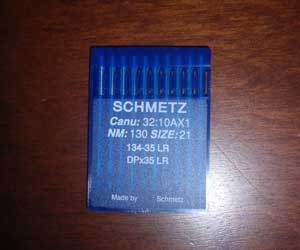 SCHMETZ
Canu: 32:10AX1
NM: 130 SIZE: 21
134-35 LR
DPx35 LR
Made by Schmetz